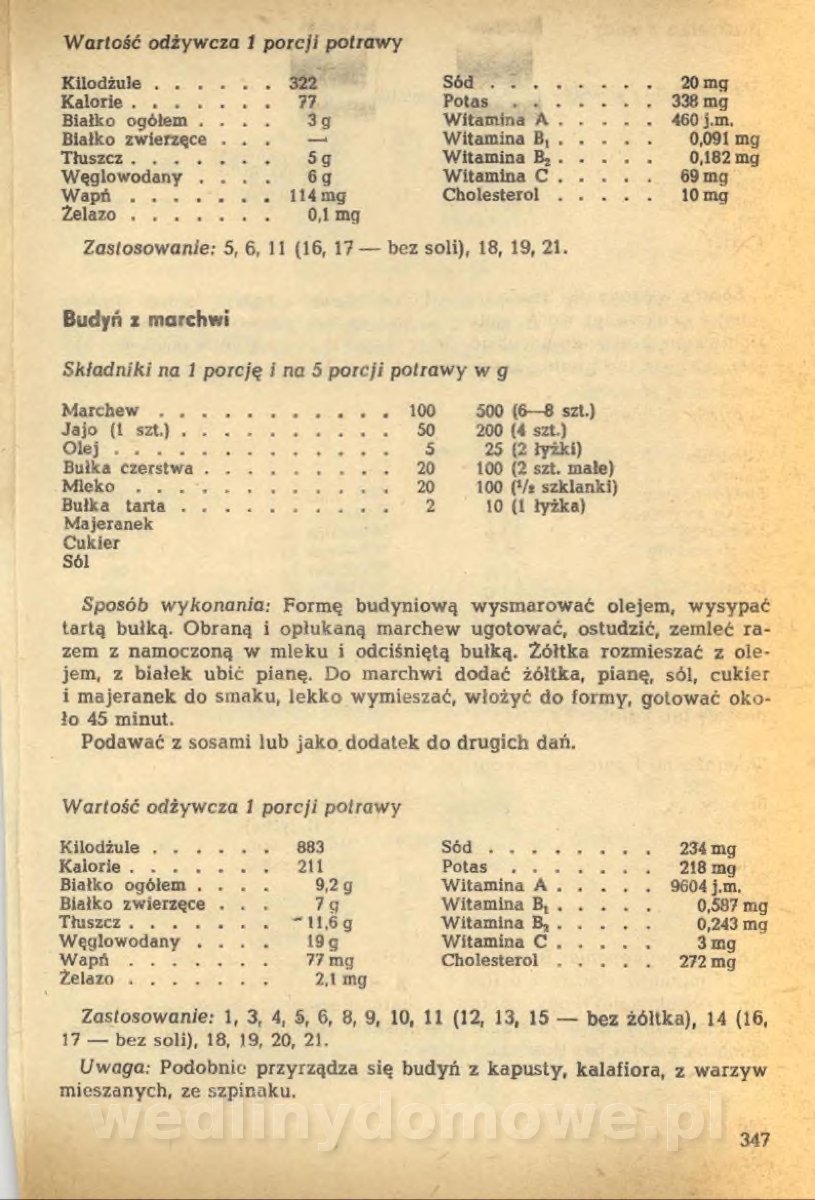 Wartość odżywcza 1 porcji potrawy
Kilodżule . . . . . . 322
Kalorie . . . . . . . 77
Białko ogółem . . . . 3 g
Białko zwierzęce . . . —
Tłuszcz . . . . . . . 5 g
Węglowodany . . . . 6 g
Wapń . . . . . . . 114 mg
Żelazo . . . . . . . 0,1 mg
Sód . . . . . . . . 20 mg
Potas . . . . . . . 338 mg
Witamina A . . . . . 460 j.m.
Witamina B₁ . . . . . 0,091 mg
Witamina B₂ . . . . . 0,182 mg
Witamina C . . . . . 69 mg
Cholesterol . . . . . 10 mg
Zastosowanie: 5, 6, 11 (16, 17 — bez soli), 18, 19, 21.
Budyń z marchwi
Składniki na 1 porcję i na 5 porcji potrawy w g
Marchew . . . . . . . . . . . 100 500 (6—8 szt.)
Jajo (1 szt.) . . . . . . . . . . 50 200 (4 szt.)
Olej . . . . . . . . . . . . . 5 25 (2 łyżki)
Bułka czerstwa . . . . . . . . . 20 100 (2 szt. małe)
Mleko . . . . . . . . . . . . 20 100 (¹/₂ szklanki)
Bułka tarta . . . . . . . . . . 2 10 (1 łyżka)
Majeranek
Cukier
Sól
Sposób wykonania: Formę budyniową wysmarować olejem, wysypać
tartą bułką. Obraną i opłukaną marchew ugotować, ostudzić, zemleć ra-
zem z namoczoną w mleku i odciśniętą bułką. Żółtka rozmieszać z ole-
jem, z białek ubić pianę. Do marchwi dodać żółtka, pianę, sól, cukier
i majeranek do smaku, lekko wymieszać, włożyć do formy, gotować oko-
ło 45 minut.
Podawać z sosami lub jako dodatek do drugich dań.
Wartość odżywcza 1 porcji potrawy
Kilodżule . . . . . . 883
Kalorie . . . . . . . 211
Białko ogółem . . . . 9,2 g
Białko zwierzęce . . . 7 g
Tłuszcz . . . . . . . 11,6 g
Węglowodany . . . . 19 g
Wapń . . . . . . . 77 mg
Żelazo . . . . . . . 2,1 mg
Sód . . . . . . . . 234 mg
Potas . . . . . . . 218 mg
Witamina A . . . . . 9604 j.m.
Witamina B₁ . . . . . 0,587 mg
Witamina B₂ . . . . . 0,243 mg
Witamina C . . . . . 3 mg
Cholesterol . . . . . 272 mg
Zastosowanie: 1, 3, 4, 5, 6, 8, 9, 10, 11 (12, 13, 15 — bez żółtka), 14 (16,
17 — bez soli), 18, 19, 20, 21.
Uwaga: Podobnie przyrządza się budyń z kapusty, kalafiora, z warzyw
mieszanych, ze szpinaku.
wedlinydomowe.pl
347